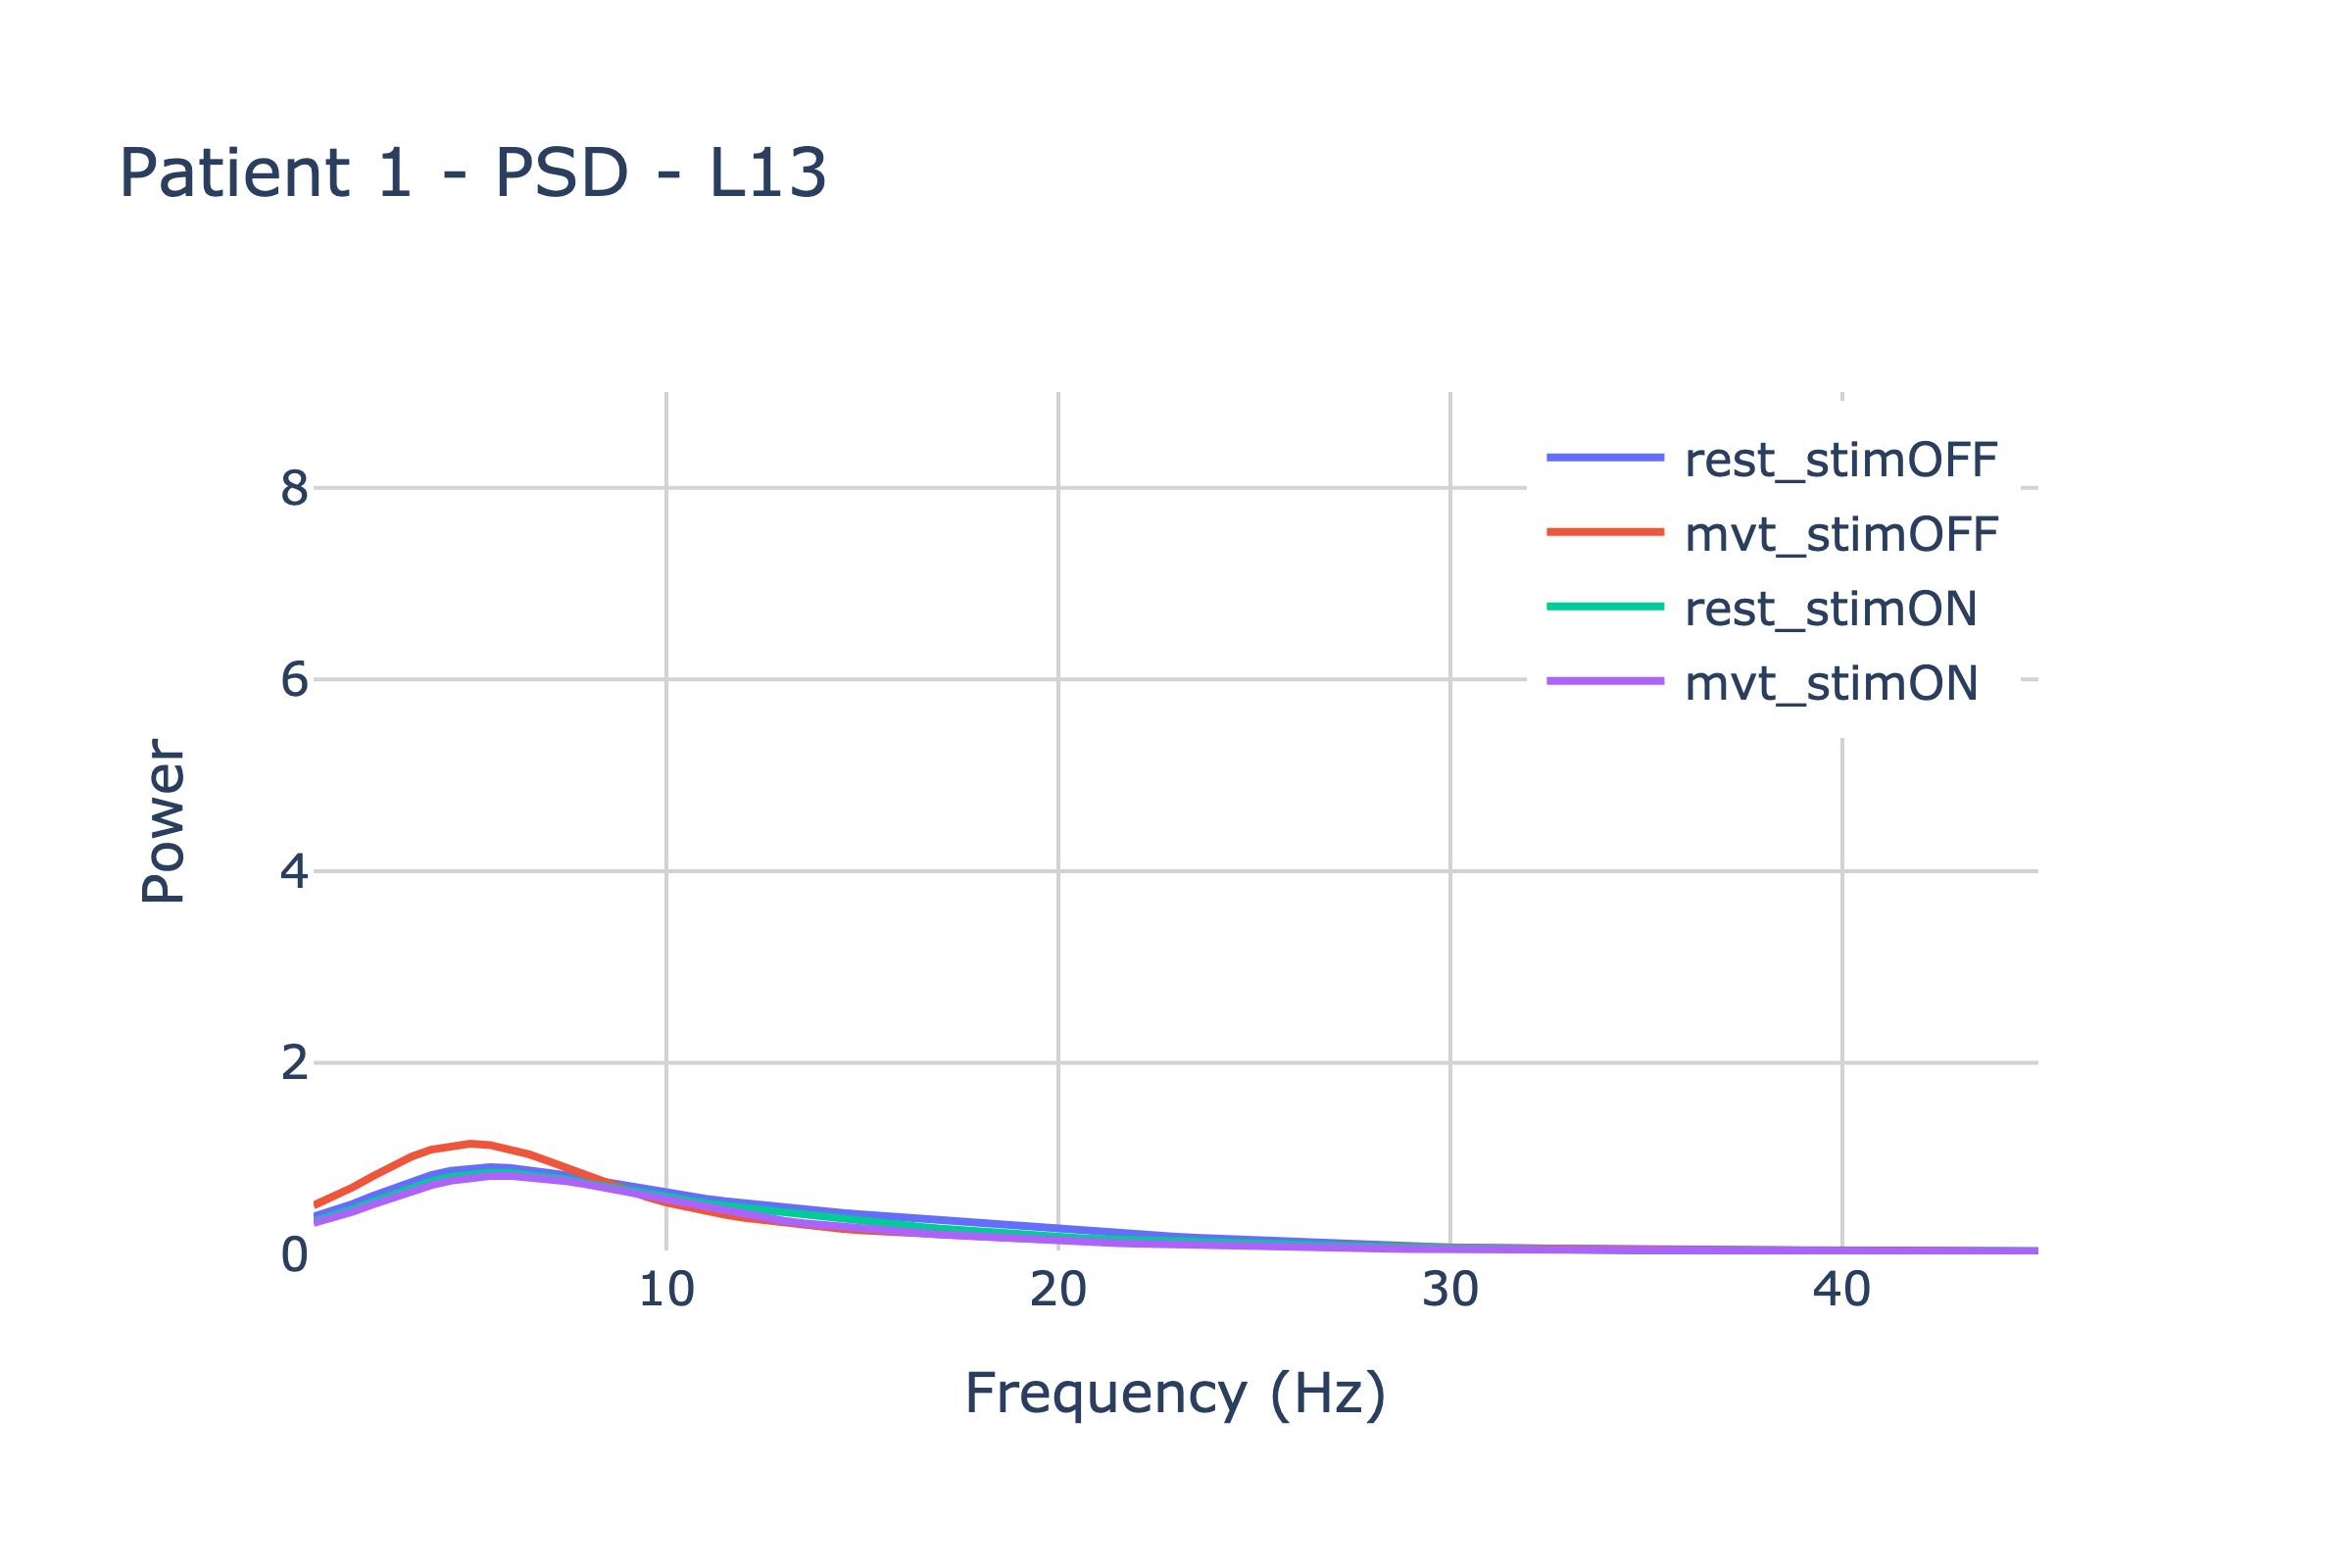 Patient 1 - PSD - L13
rest_stimOFF
mvt_stimOFF
rest_stimON
mvt_stimON
8
6
4
2
0
Power
10 20 30 40
Frequency (Hz)